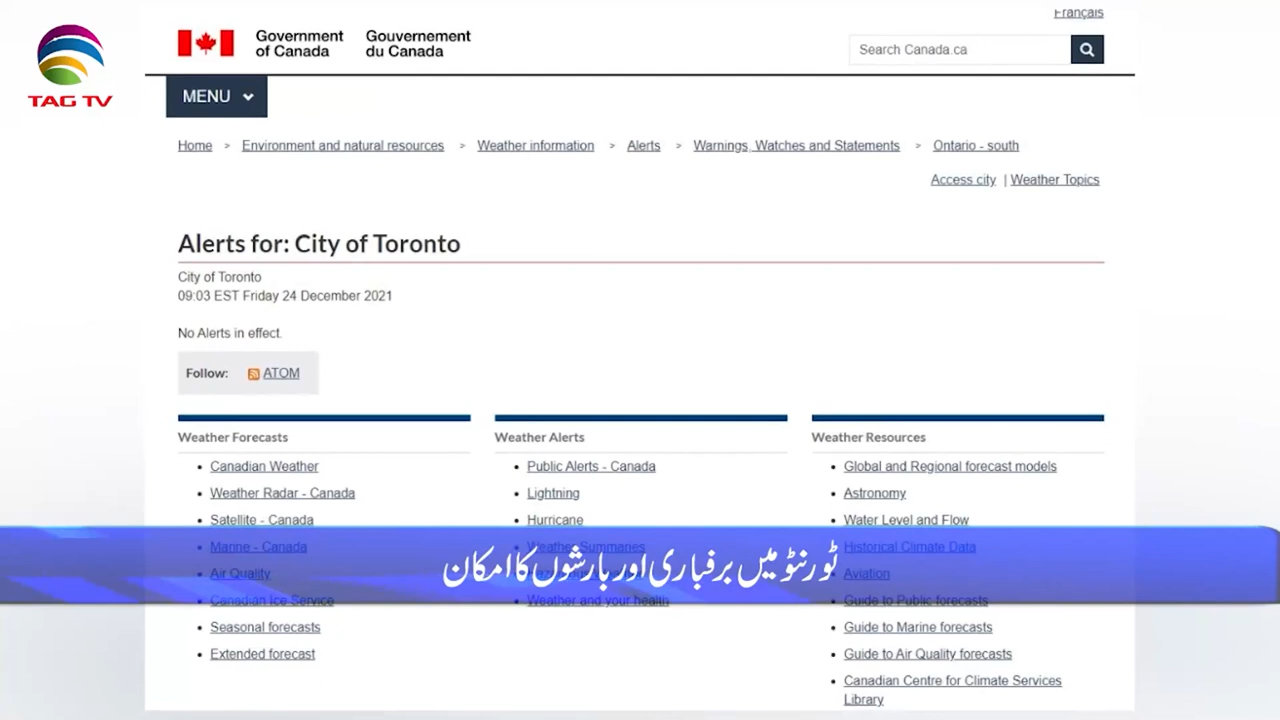 Français
TAG TV
Government of Canada
Gouvernement du Canada
Search Canada.ca
MENU
Home > Environment and natural resources > Weather information > Alerts > Warnings, Watches and Statements > Ontario - south
Access city | Weather Topics
Alerts for: City of Toronto
City of Toronto
09:03 EST Friday 24 December 2021
No Alerts in effect.
Follow: ATOM
Weather Forecasts
• Canadian Weather
• Weather Radar - Canada
• Satellite - Canada
• Marine - Canada
• Air Quality
• Canadian Ice Service
• Seasonal forecasts
• Extended forecast
Weather Alerts
• Public Alerts - Canada
• Lightning
• Hurricane
Weather Summaries
Weather and your health
Weather Resources
• Global and Regional forecast models
• Astronomy
• Water Level and Flow
• Historical Climate Data
• Aviation
• Guide to Public forecasts
• Guide to Marine forecasts
• Guide to Air Quality forecasts
• Canadian Centre for Climate Services
Library
ٹورنٹو میں برفباری اور بارشوں کا امکان